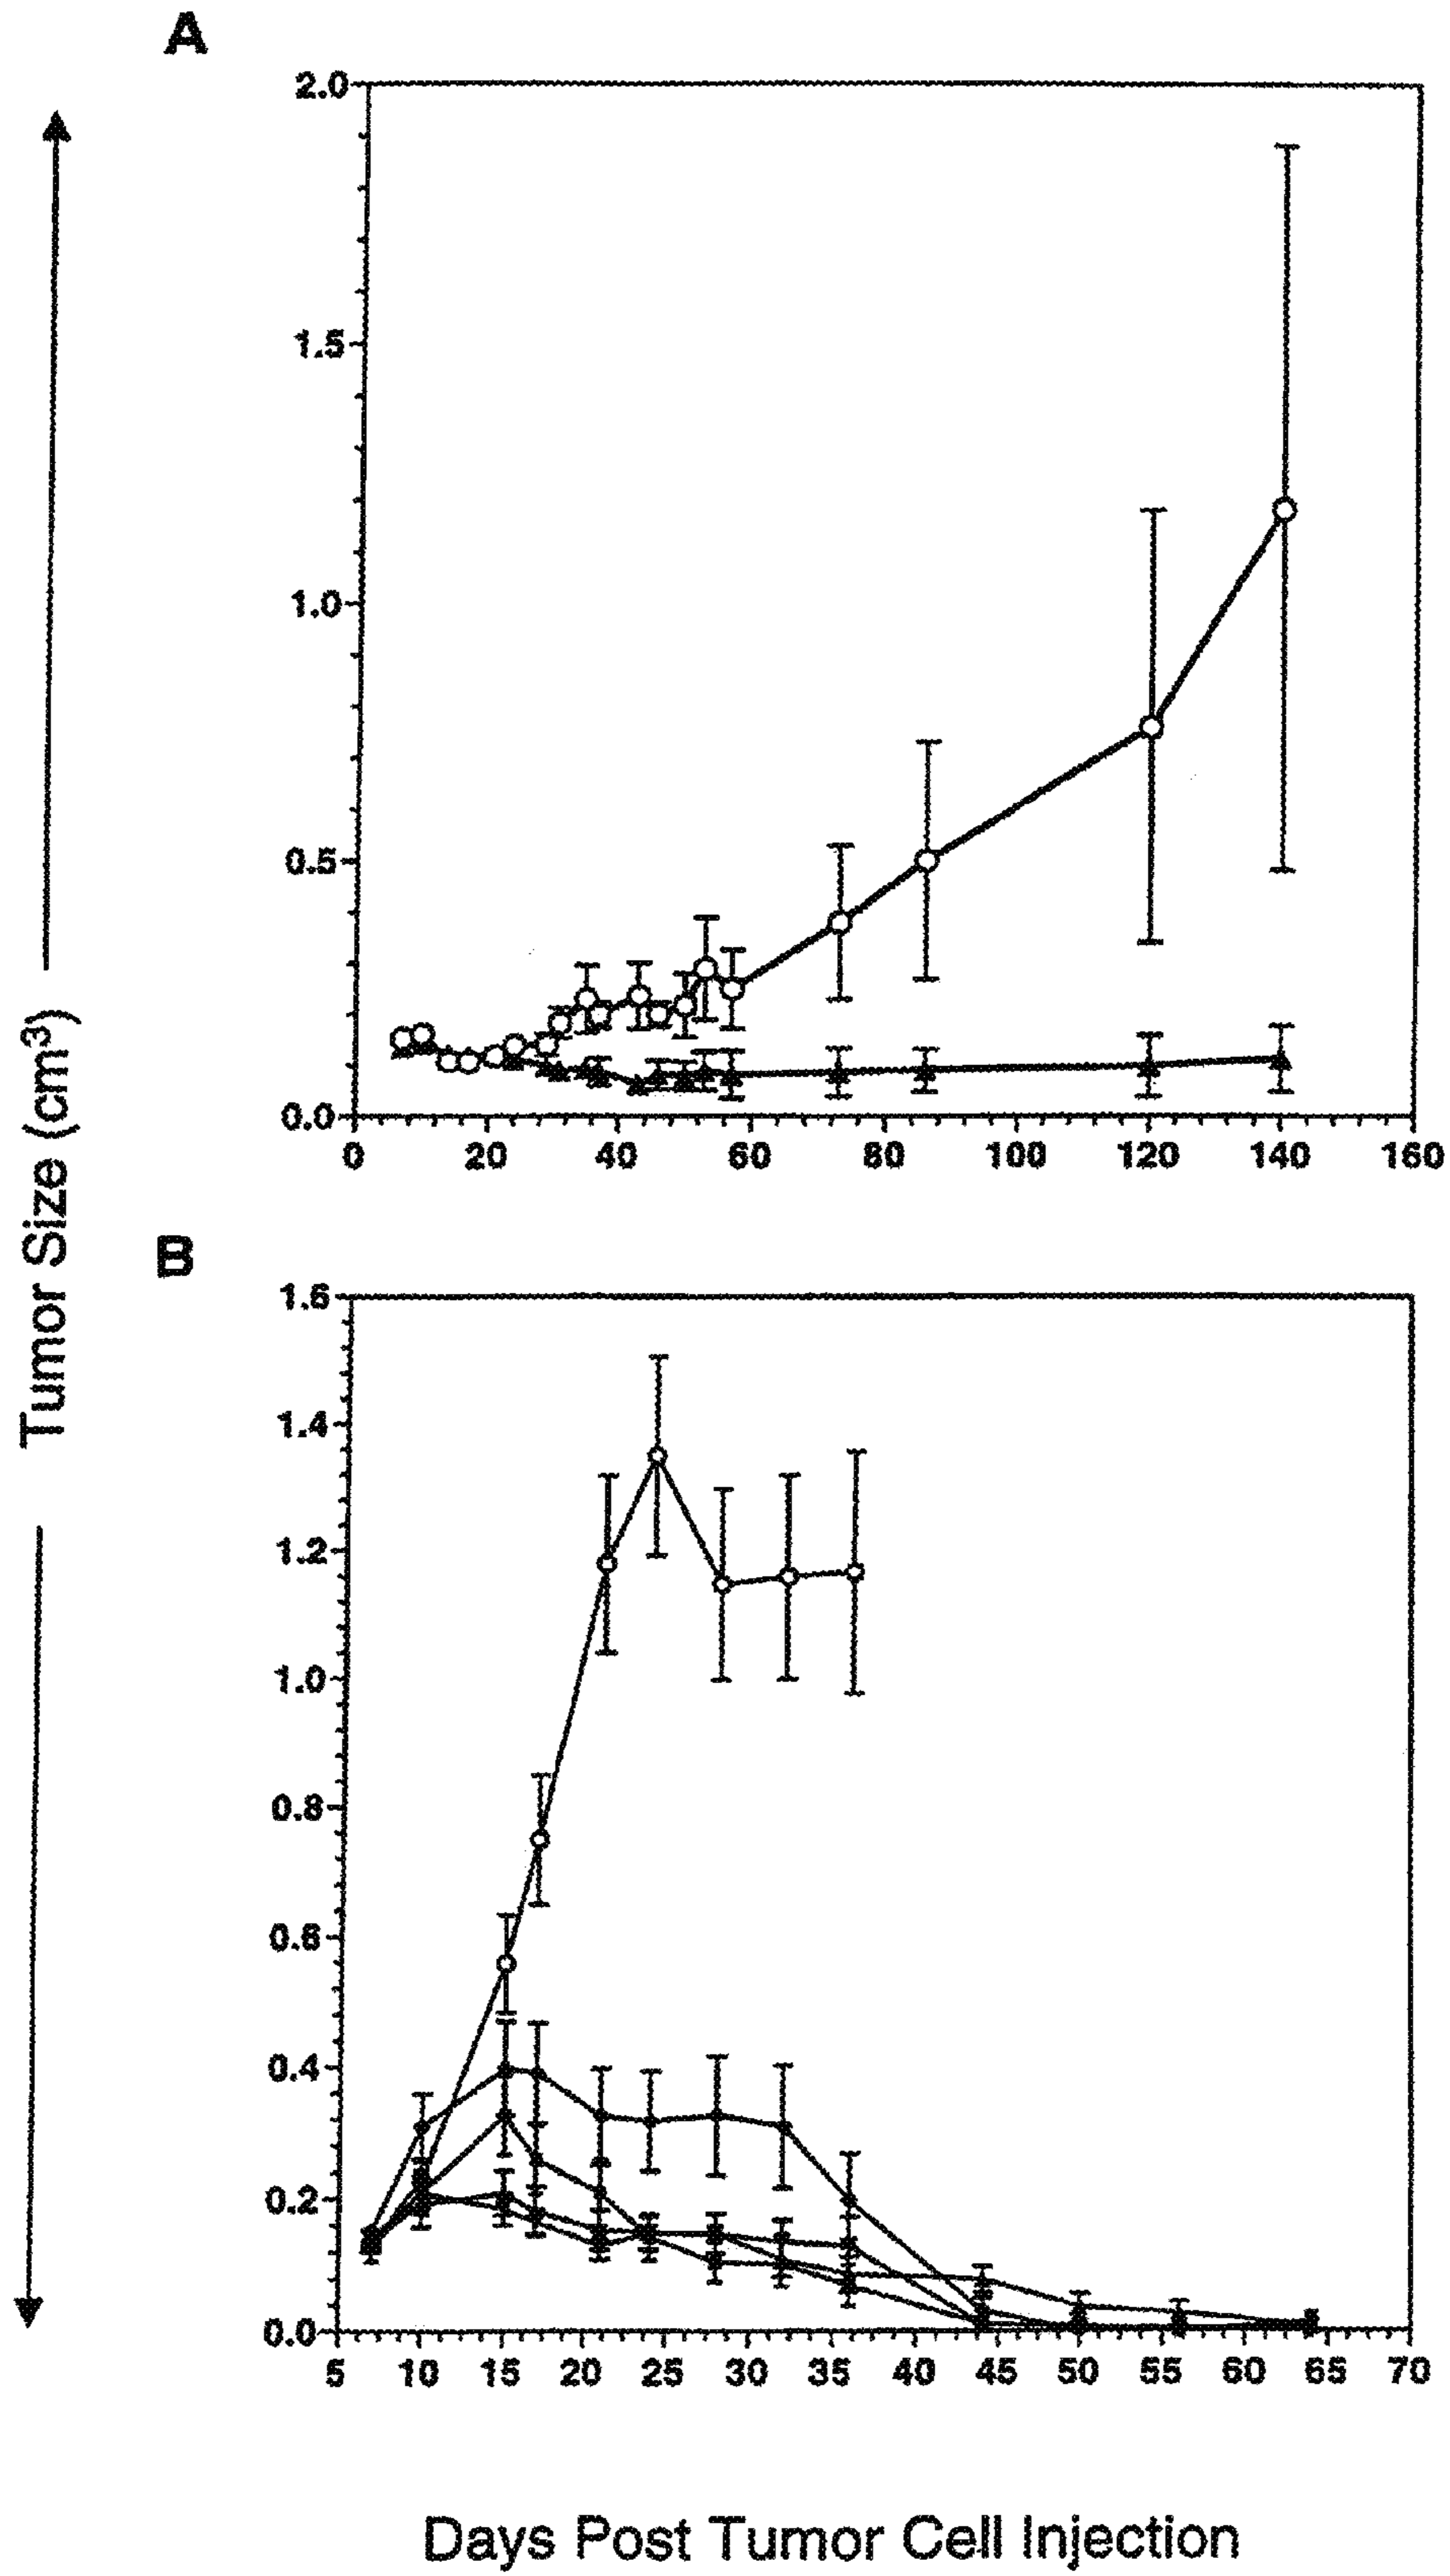 A
2.0
1.5
1.0
0.5
0.0
0 20 40 60 80 100 120 140 160
Tumor Size (cm³)
B
1.6
1.4
1.2
1.0
0.8
0.6
0.4
0.2
0.0
5 10 15 20 25 30 35 40 45 50 55 60 65 70
Days Post Tumor Cell Injection